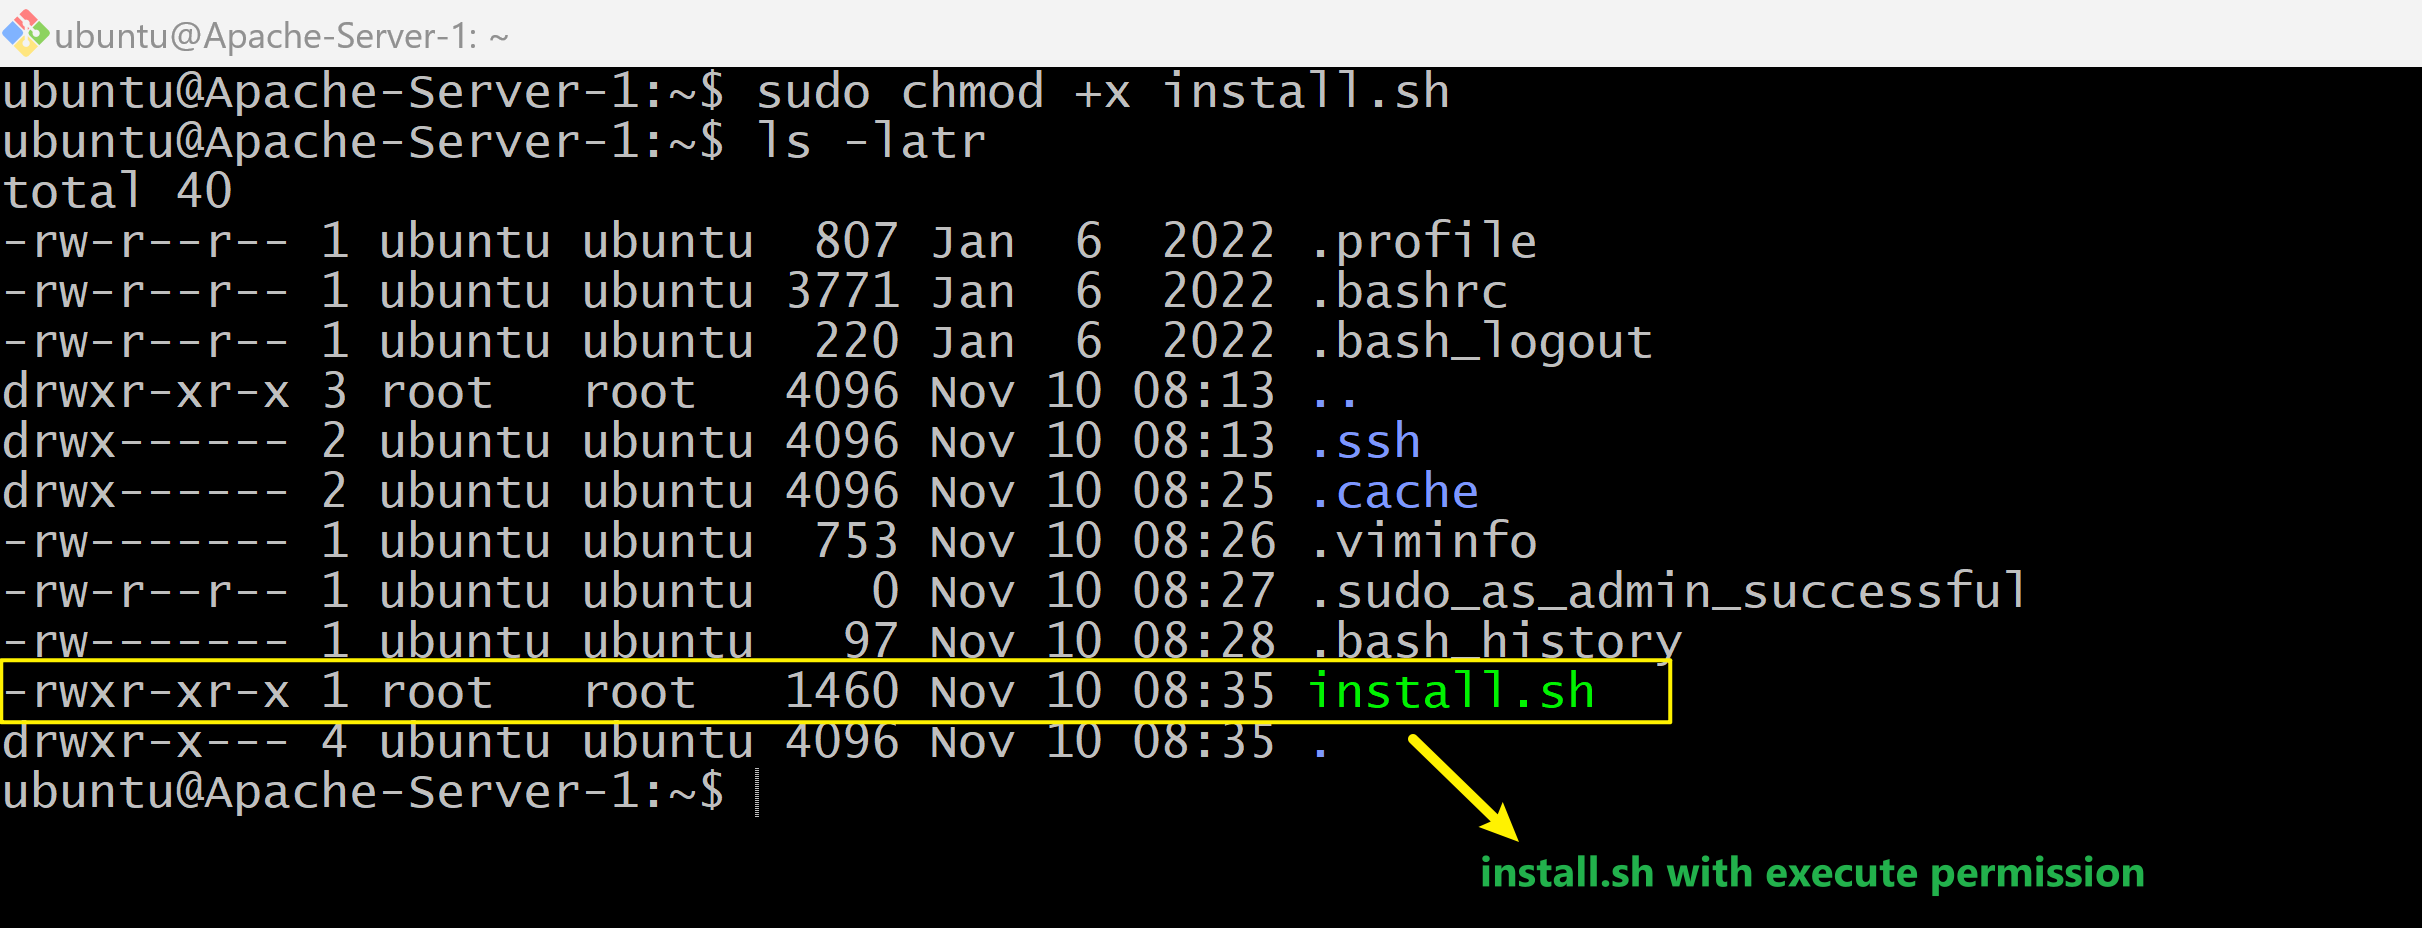 ubuntu@Apache-Server-1: ~
ubuntu@Apache-Server-1:~$ sudo chmod +x install.sh
ubuntu@Apache-Server-1:~$ ls -latr
total 40
-rw-r--r-- 1 ubuntu ubuntu  807 Jan  6  2022 .profile
-rw-r--r-- 1 ubuntu ubuntu 3771 Jan  6  2022 .bashrc
-rw-r--r-- 1 ubuntu ubuntu  220 Jan  6  2022 .bash_logout
drwxr-xr-x 3 root   root   4096 Nov 10 08:13 ..
drwx------ 2 ubuntu ubuntu 4096 Nov 10 08:13 .ssh
drwx------ 2 ubuntu ubuntu 4096 Nov 10 08:25 .cache
-rw------- 1 ubuntu ubuntu  753 Nov 10 08:26 .viminfo
-rw-r--r-- 1 ubuntu ubuntu    0 Nov 10 08:27 .sudo_as_admin_successful
-rw------- 1 ubuntu ubuntu   97 Nov 10 08:28 .bash_history
-rwxr-xr-x 1 root   root   1460 Nov 10 08:35 install.sh
drwxr-x--- 4 ubuntu ubuntu 4096 Nov 10 08:35 .
ubuntu@Apache-Server-1:~$
install.sh with execute permission